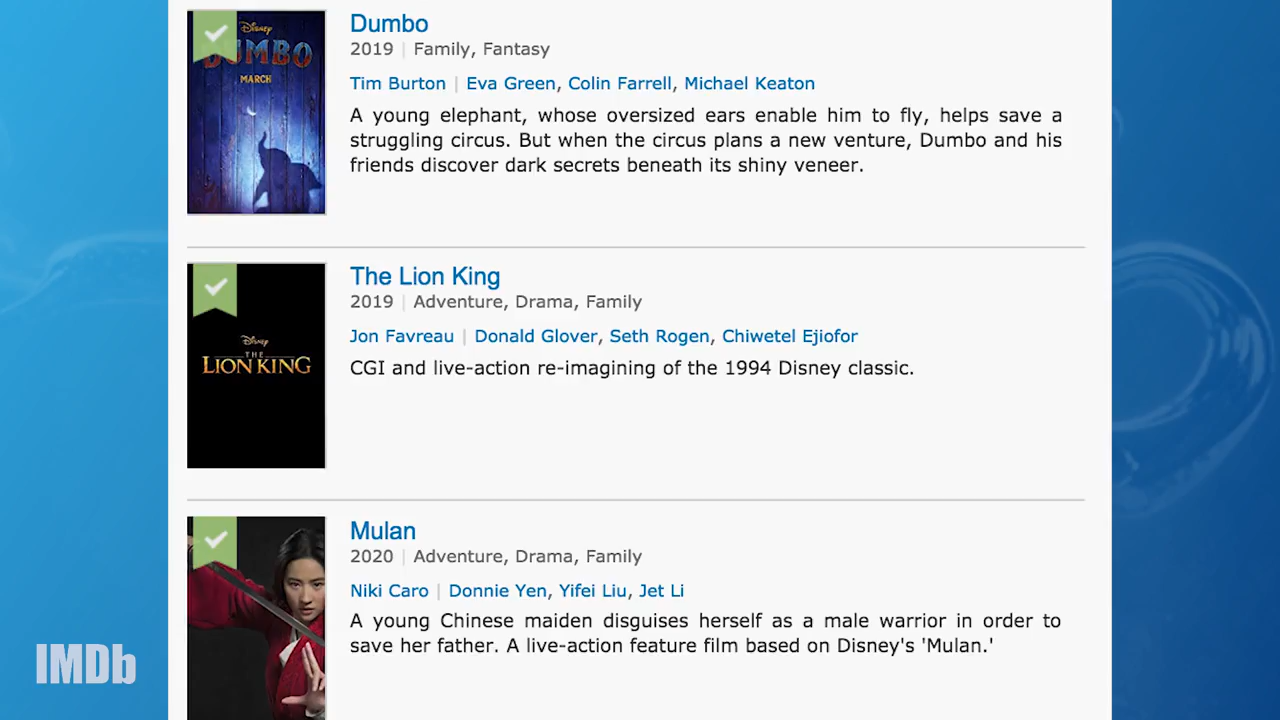 Disney
DUMBO
MARCH
Dumbo
2019 | Family, Fantasy
Tim Burton | Eva Green, Colin Farrell, Michael Keaton
A young elephant, whose oversized ears enable him to fly, helps save a
struggling circus. But when the circus plans a new venture, Dumbo and his
friends discover dark secrets beneath its shiny veneer.
Disney
THE
LION KING
The Lion King
2019 | Adventure, Drama, Family
Jon Favreau | Donald Glover, Seth Rogen, Chiwetel Ejiofor
CGI and live-action re-imagining of the 1994 Disney classic.
Mulan
2020 | Adventure, Drama, Family
Niki Caro | Donnie Yen, Yifei Liu, Jet Li
A young Chinese maiden disguises herself as a male warrior in order to
save her father. A live-action feature film based on Disney's 'Mulan.'
IMDb